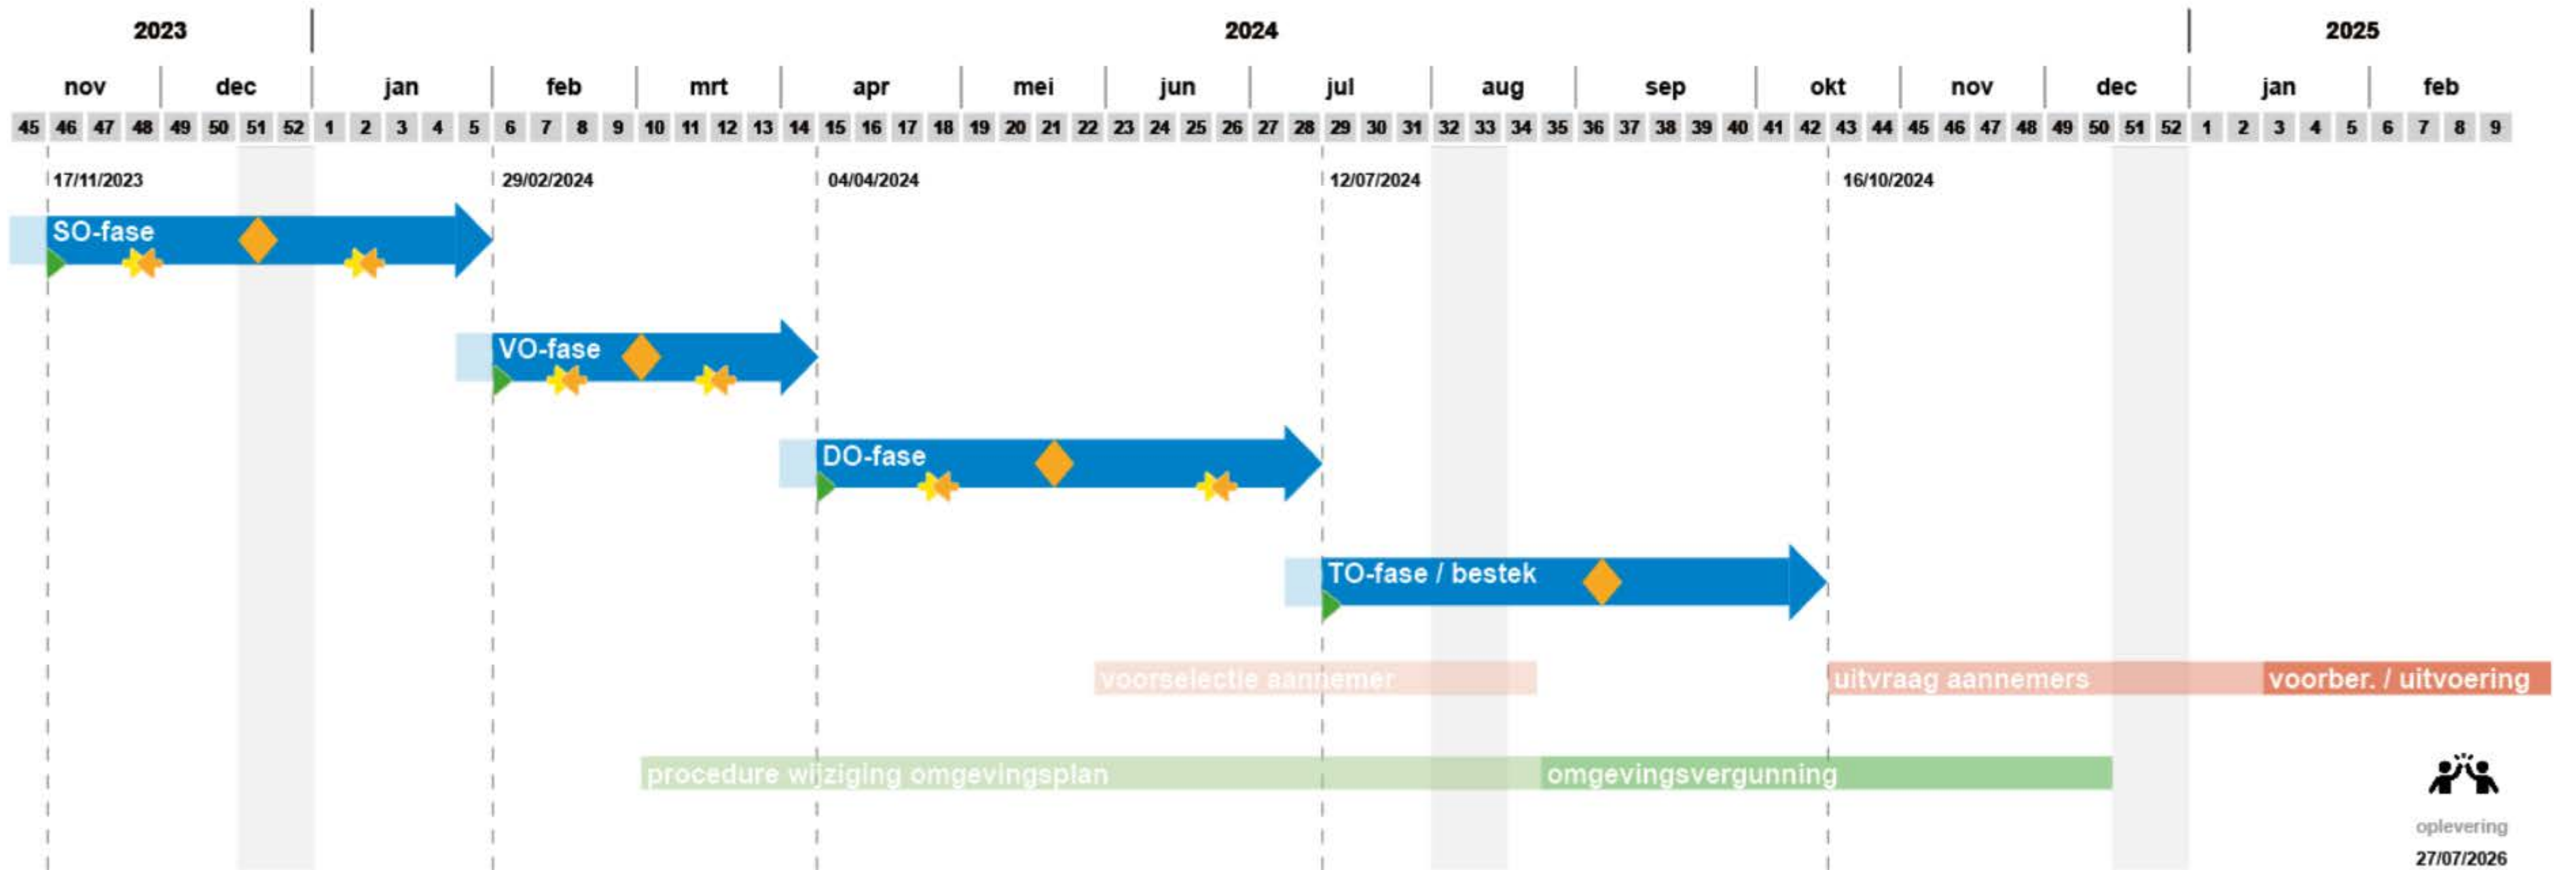 2023 2024 2025
nov dec jan feb mrt apr mei jun jul aug sep okt nov dec jan feb
45 46 47 48 49 50 51 52 1 2 3 4 5 6 7 8 9 10 11 12 13 14 15 16 17 18 19 20 21 22 23 24 25 26 27 28 29 30 31 32 33 34 35 36 37 38 39 40 41 42 43 44 45 46 47 48 49 50 51 52 1 2 3 4 5 6 7 8 9
17/11/2023 29/02/2024 04/04/2024 12/07/2024 16/10/2024
SO-fase
VO-fase
DO-fase
TO-fase / bestek
voorselectie aannemer uitvraag aannemers voorber. / uitvoering
procedure wijziging omgevingsplan omgevingsvergunning
oplevering
27/07/2026